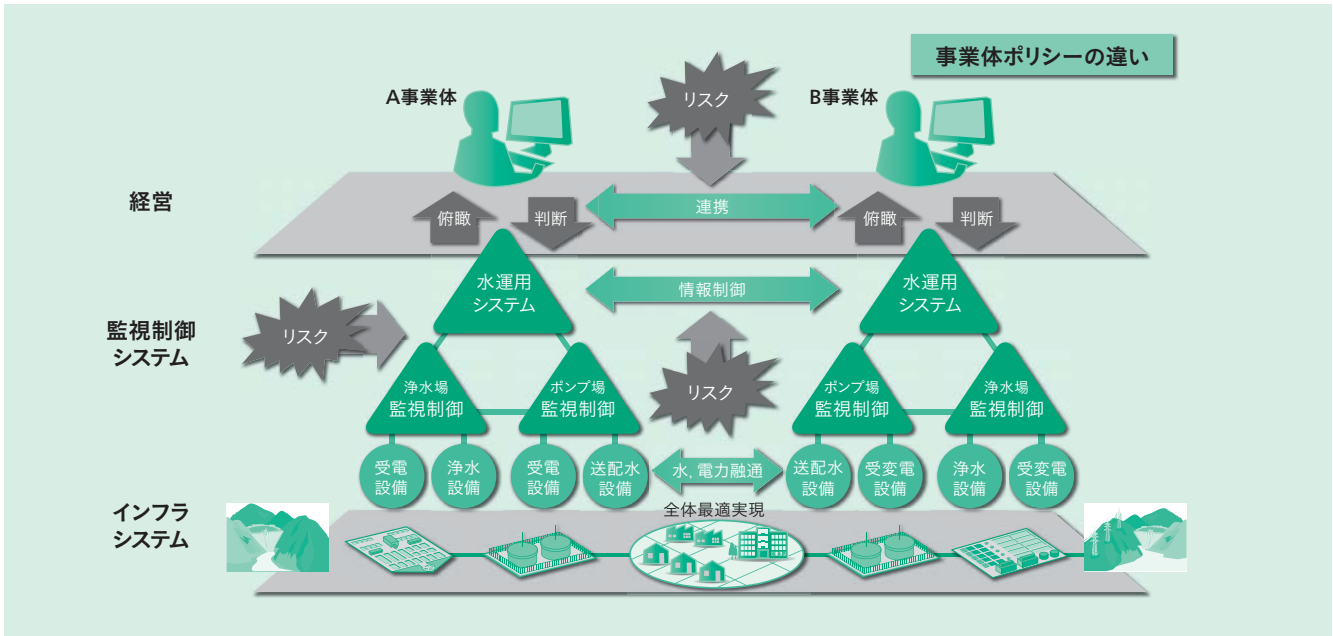 事業体ポリシーの違い
A事業体
リスク
B事業体
経営
俯瞰
判断
連携
俯瞰
判断
水運用
システム
情報制御
水運用
システム
監視制御
システム
リスク
リスク
浄水場
監視制御
ポンプ場
監視制御
ポンプ場
監視制御
浄水場
監視制御
受電
設備
浄水
設備
受電
設備
送配水
設備
水, 電力融通
送配水
設備
受変電
設備
浄水
設備
受変電
設備
インフラ
システム
全体最適実現